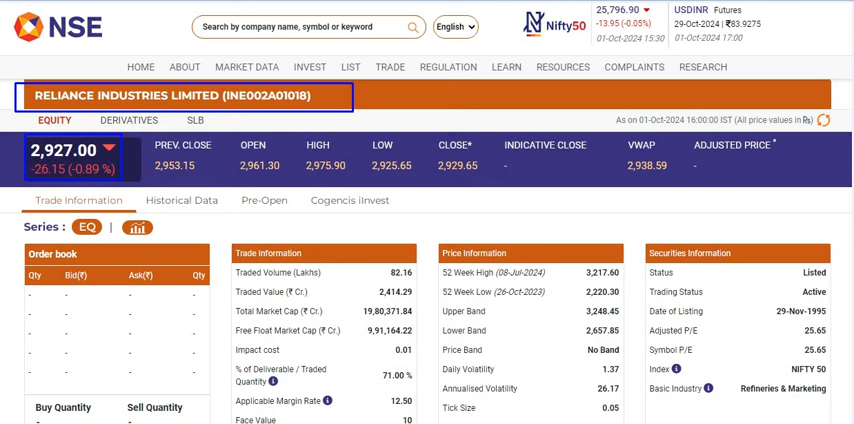 NSE
Search by company name, symbol or keyword
English
Nifty50
25,796.90
-13.95 (-0.05%)
01-Oct-2024 15:30
USDINR Futures
29-Oct-2024 | ₹83.9275
01-Oct-2024 17:00
HOME ABOUT MARKET DATA INVEST LIST TRADE REGULATION LEARN RESOURCES COMPLAINTS RESEARCH
RELIANCE INDUSTRIES LIMITED (INE002A01018)
EQUITY DERIVATIVES SLB
As on 01-Oct-2024 16:00:00 IST (All price values in ₨)
2,927.00
-26.15 (-0.89 %)
PREV. CLOSE OPEN HIGH LOW CLOSE* INDICATIVE CLOSE VWAP ADJUSTED PRICE *
2,953.15 2,961.30 2,975.90 2,925.65 2,929.65 - 2,938.59 -
Trade Information Historical Data Pre-Open Cogencis iInvest
Series : EQ |
Order book
Qty Bid(₹) Ask(₹) Qty
- - - -
- - - -
- - - -
- - - -
- - - -
Buy Quantity Sell Quantity
- -
Trade Information
Traded Volume (Lakhs) 82.16
Traded Value (₹ Cr.) 2,414.29
Total Market Cap (₹ Cr.) 19,80,371.84
Free Float Market Cap (₹ Cr.) 9,91,164.22
Impact cost 0.01
% of Deliverable / Traded
Quantity 71.00 %
Applicable Margin Rate 12.50
Face Value 10
Price Information
52 Week High (08-Jul-2024) 3,217.60
52 Week Low (26-Oct-2023) 2,220.30
Upper Band 3,248.45
Lower Band 2,657.85
Price Band No Band
Daily Volatility 1.37
Annualised Volatility 26.17
Tick Size 0.05
Securities Information
Status Listed
Trading Status Active
Date of Listing 29-Nov-1995
Adjusted P/E 25.65
Symbol P/E 25.65
Index NIFTY 50
Basic Industry Refineries & Marketing